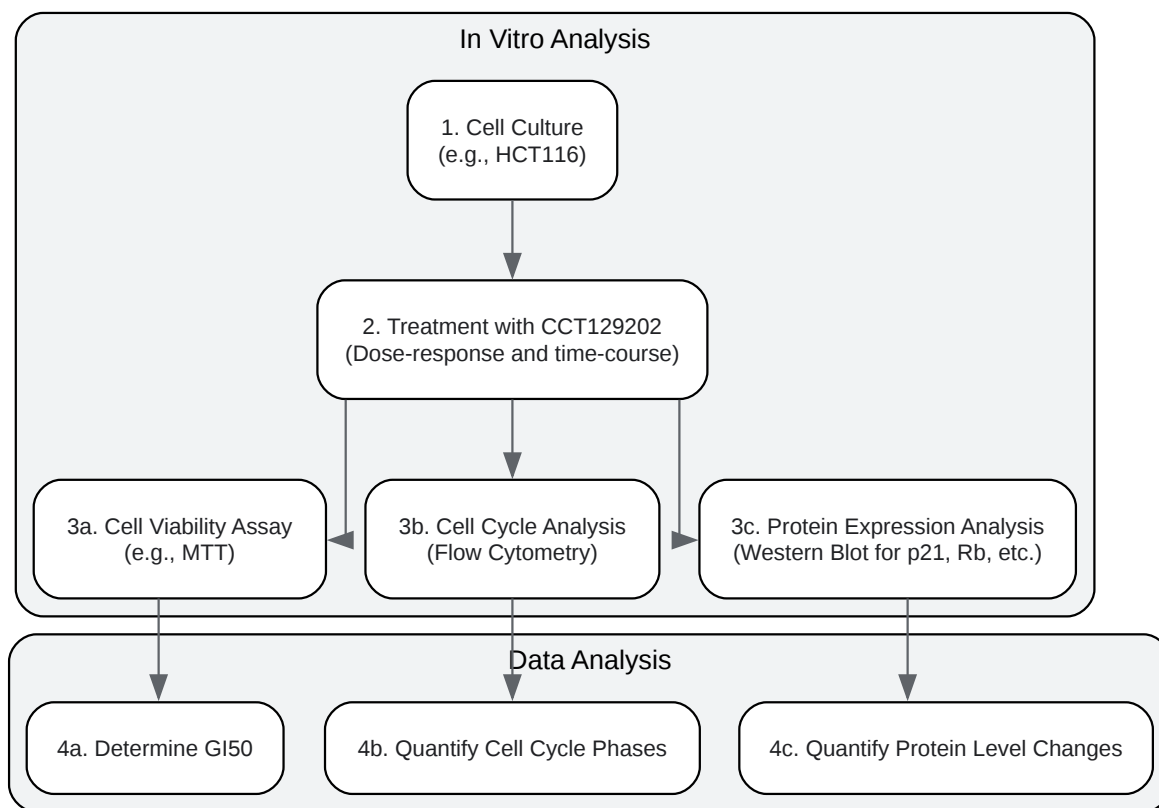 In Vitro Analysis
1. Cell Culture
(e.g., HCT116)
2. Treatment with CCT129202
(Dose-response and time-course)
3a. Cell Viability Assay
(e.g., MTT)
3b. Cell Cycle Analysis
(Flow Cytometry)
3c. Protein Expression Analysis
(Western Blot for p21, Rb, etc.)
Data Analysis
4a. Determine GI50
4b. Quantify Cell Cycle Phases
4c. Quantify Protein Level Changes